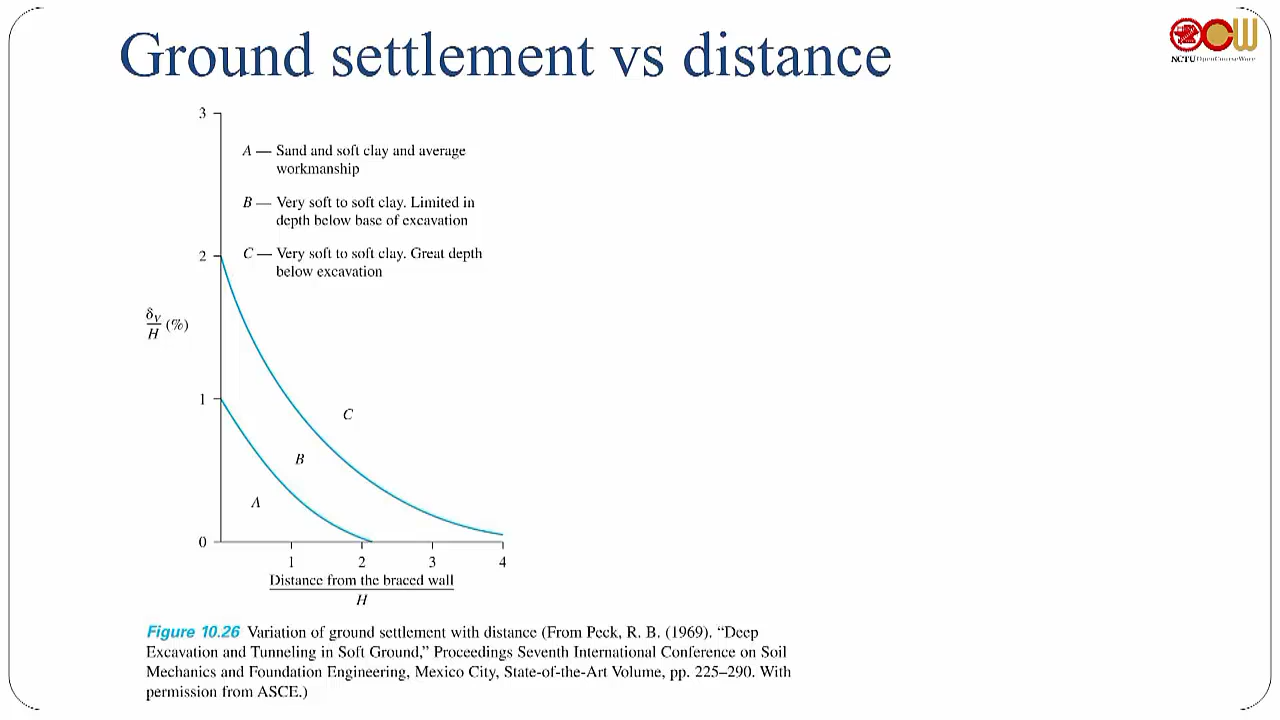 Ground settlement vs distance
NCTU OpenCourseWare
3
A — Sand and soft clay and average
workmanship
B — Very soft to soft clay. Limited in
depth below base of excavation
2
C — Very soft to soft clay. Great depth
below excavation
δV
H
(%)
1
C
B
A
0
1 2 3 4
Distance from the braced wall
H
Figure 10.26 Variation of ground settlement with distance (From Peck, R. B. (1969). “Deep
Excavation and Tunneling in Soft Ground,” Proceedings Seventh International Conference on Soil
Mechanics and Foundation Engineering, Mexico City, State-of-the-Art Volume, pp. 225–290. With
permission from ASCE.)